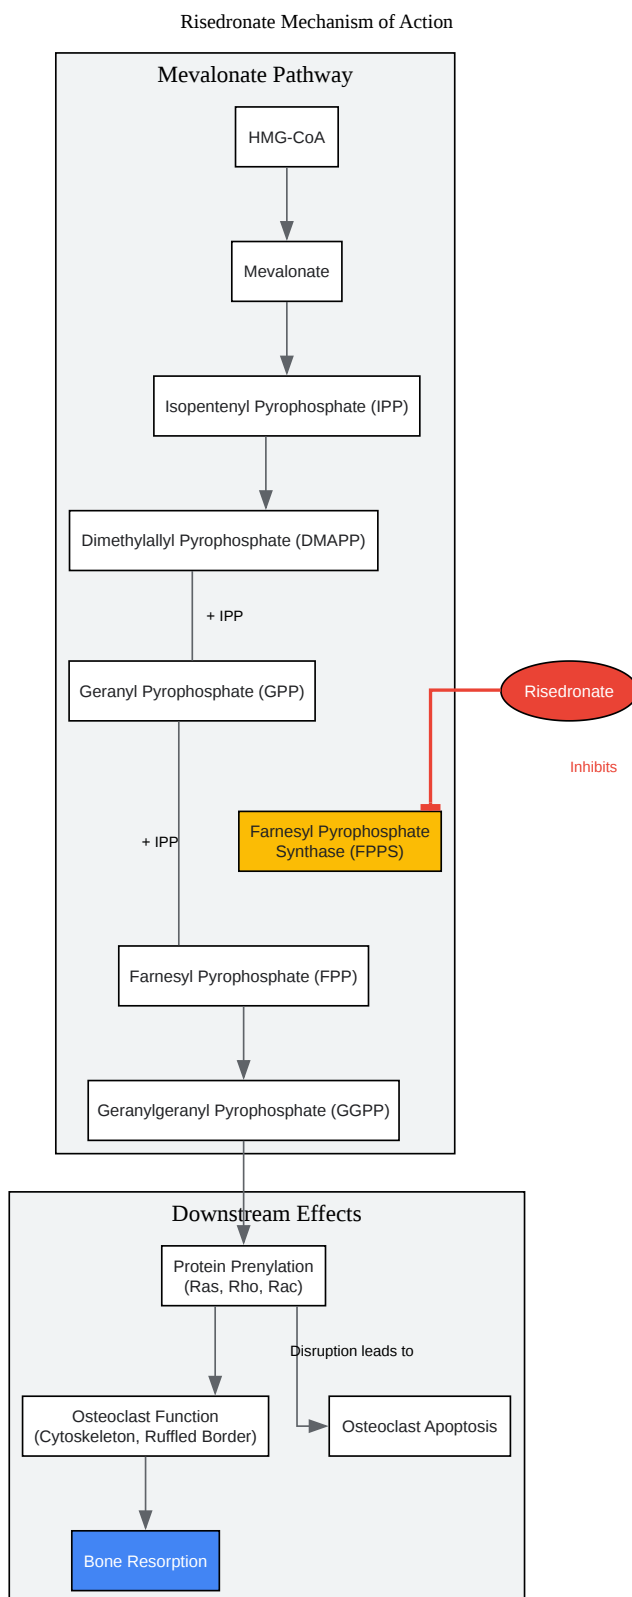 Risedronate Mechanism of Action
Mevalonate Pathway
HMG-CoA
Mevalonate
Isopentenyl Pyrophosphate (IPP)
Dimethylallyl Pyrophosphate (DMAPP)
+ IPP
Geranyl Pyrophosphate (GPP)
Risedronate
Inhibits
Farnesyl Pyrophosphate
Synthase (FPPS)
+ IPP
Farnesyl Pyrophosphate (FPP)
Geranylgeranyl Pyrophosphate (GGPP)
Downstream Effects
Protein Prenylation
(Ras, Rho, Rac)
Disruption leads to
Osteoclast Function
(Cytoskeleton, Ruffled Border)
Osteoclast Apoptosis
Bone Resorption